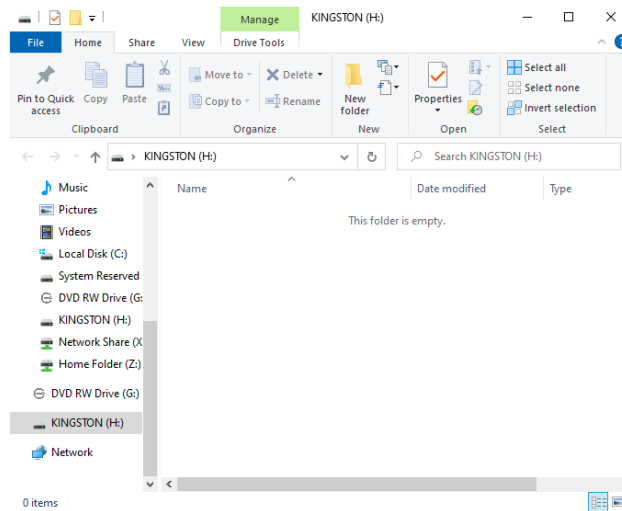 Manage KINGSTON (H:)
File Home Share View Drive Tools
Pin to Quick access
Copy
Paste
Clipboard
Move to
Copy to
Delete
Rename
Organize
New folder
New
Properties
Open
Select all
Select none
Invert selection
Select
KINGSTON (H:)
Search KINGSTON (H:)
Name Date modified Type
This folder is empty.
Music
Pictures
Videos
Local Disk (C:)
System Reserved
DVD RW Drive (G:
KINGSTON (H:)
Network Share (X
Home Folder (Z:)
DVD RW Drive (G:)
KINGSTON (H:)
Network
0 items